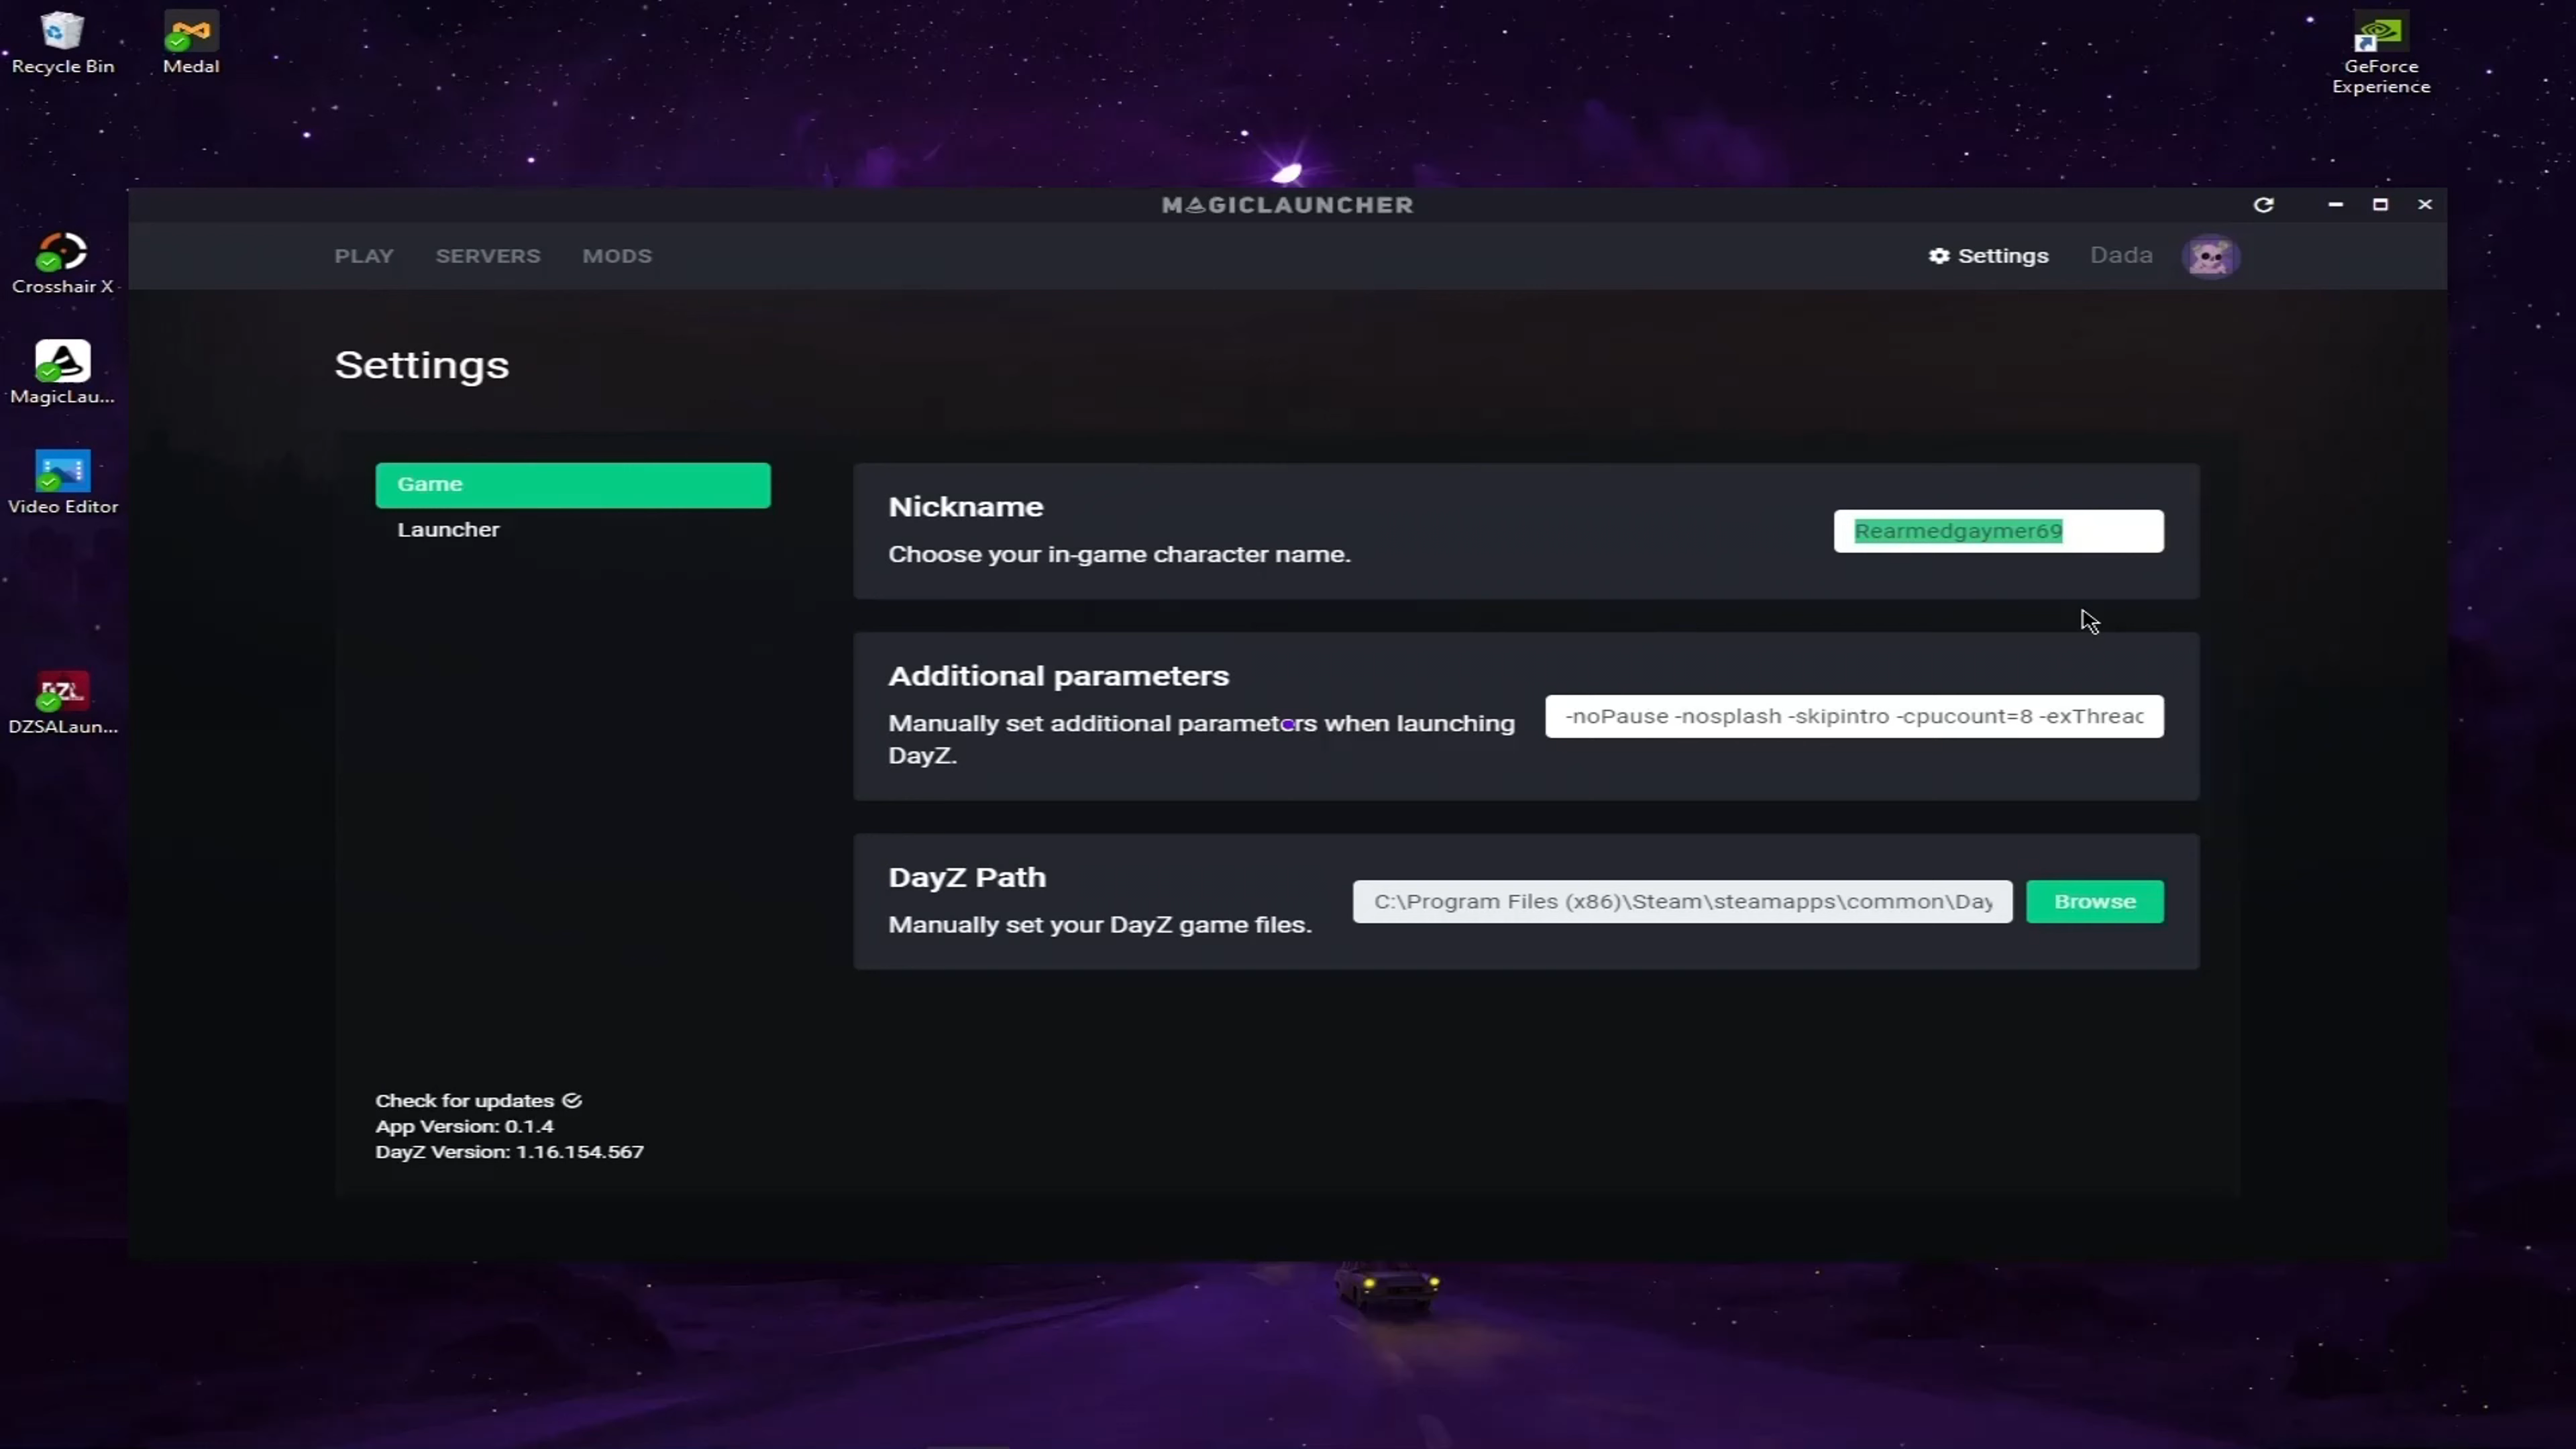 Recycle Bin
Medal
GeForce
Experience
MAGICLAUNCHER
PLAY
SERVERS
MODS
Settings
Dada
Crosshair X
MagicLau...
Video Editor
DZSALaun...
Settings
Game
Launcher
Nickname
Choose your in-game character name.
Rearmedgaymer69
Additional parameters
Manually set additional parameters when launching
DayZ.
-noPause -nosplash -skipintro -cpucount=8 -exThreac
DayZ Path
Manually set your DayZ game files.
C:\Program Files (x86)\Steam\steamapps\common\Day
Browse
Check for updates
App Version: 0.1.4
DayZ Version: 1.16.154.567